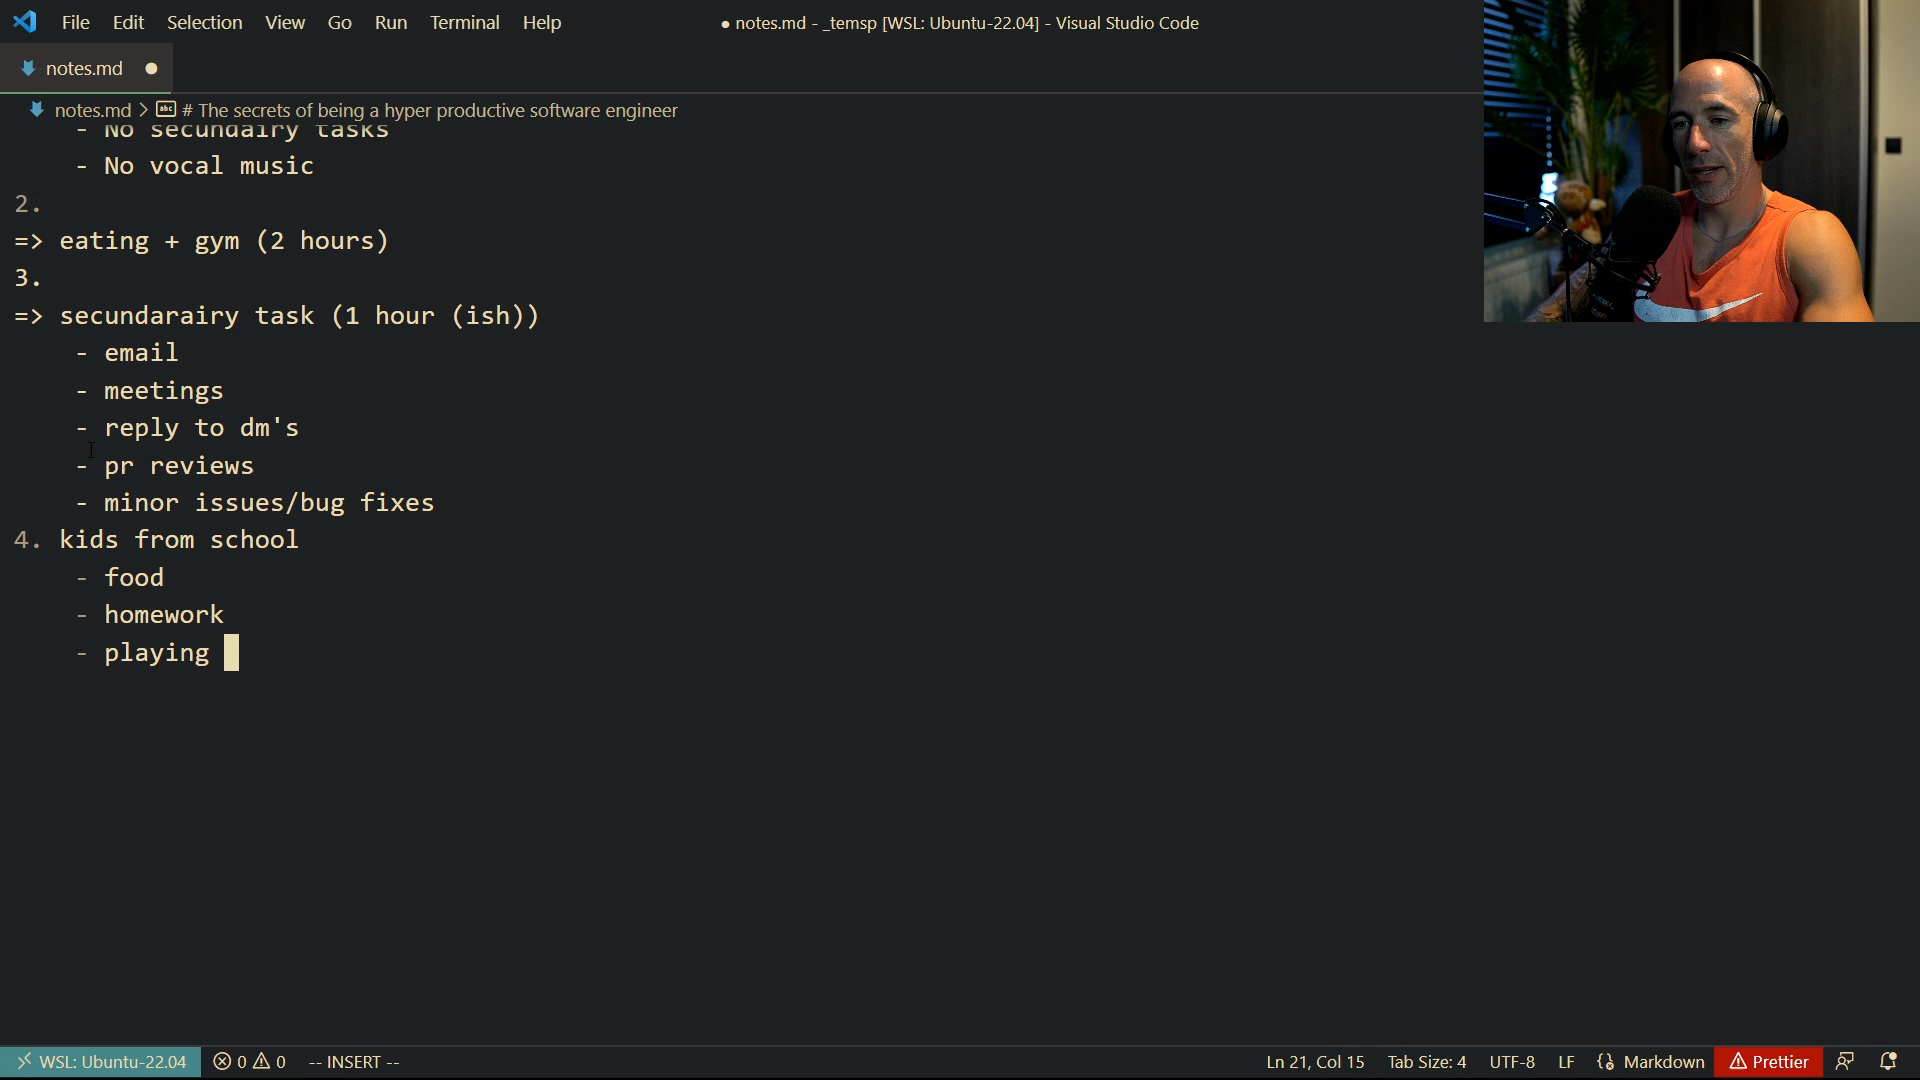 File Edit Selection View Go Run Terminal Help
● notes.md - _temsp [WSL: Ubuntu-22.04] - Visual Studio Code
notes.md
notes.md > # The secrets of being a hyper productive software engineer
- No secundairy tasks
- No vocal music
2.
=> eating + gym (2 hours)
3.
=> secundarairy task (1 hour (ish))
- email
- meetings
- reply to dm's
- pr reviews
- minor issues/bug fixes
4. kids from school
- food
- homework
- playing
WSL: Ubuntu-22.04 0 0 -- INSERT -- Ln 21, Col 15 Tab Size: 4 UTF-8 LF Markdown Prettier